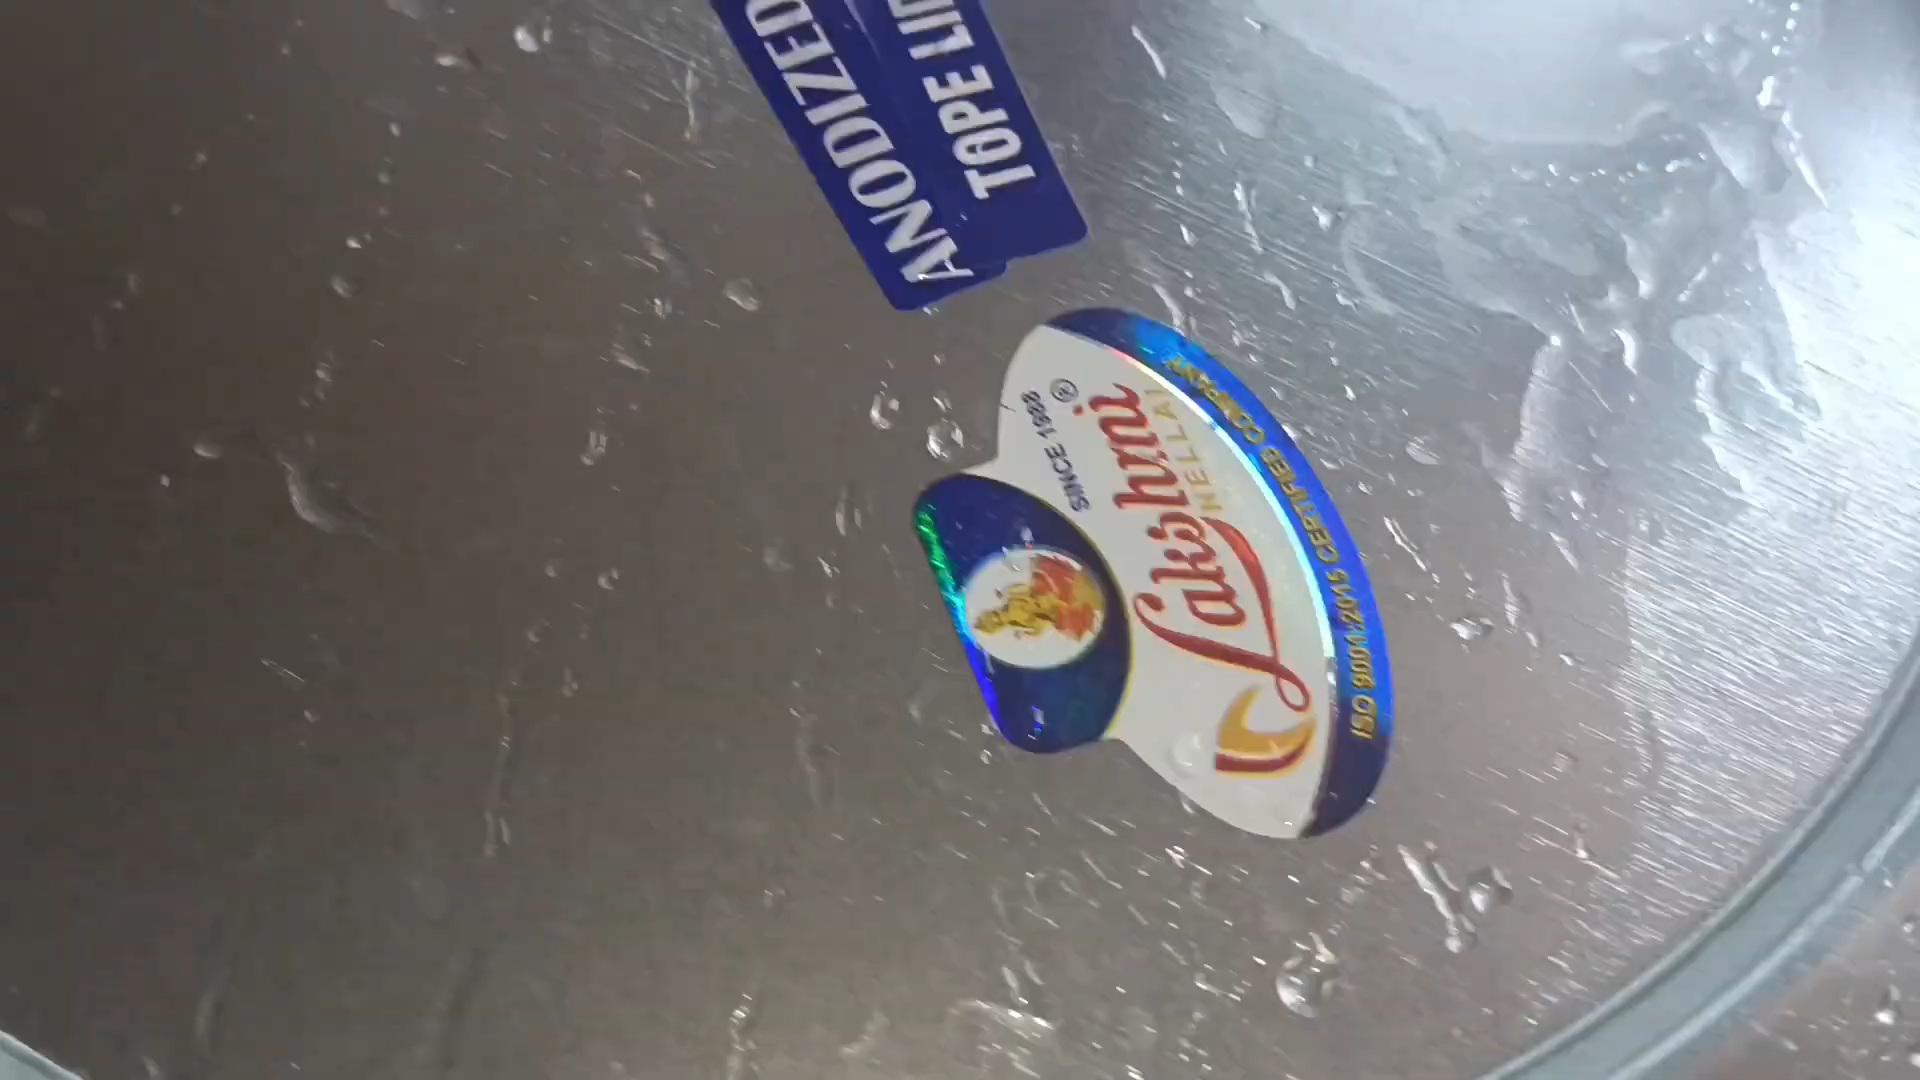 ANODIZED
TOPE LID
SINCE 1988
Lakshmi®
NELLAI
ISO 9001:2015 CERTIFIED COMPANY